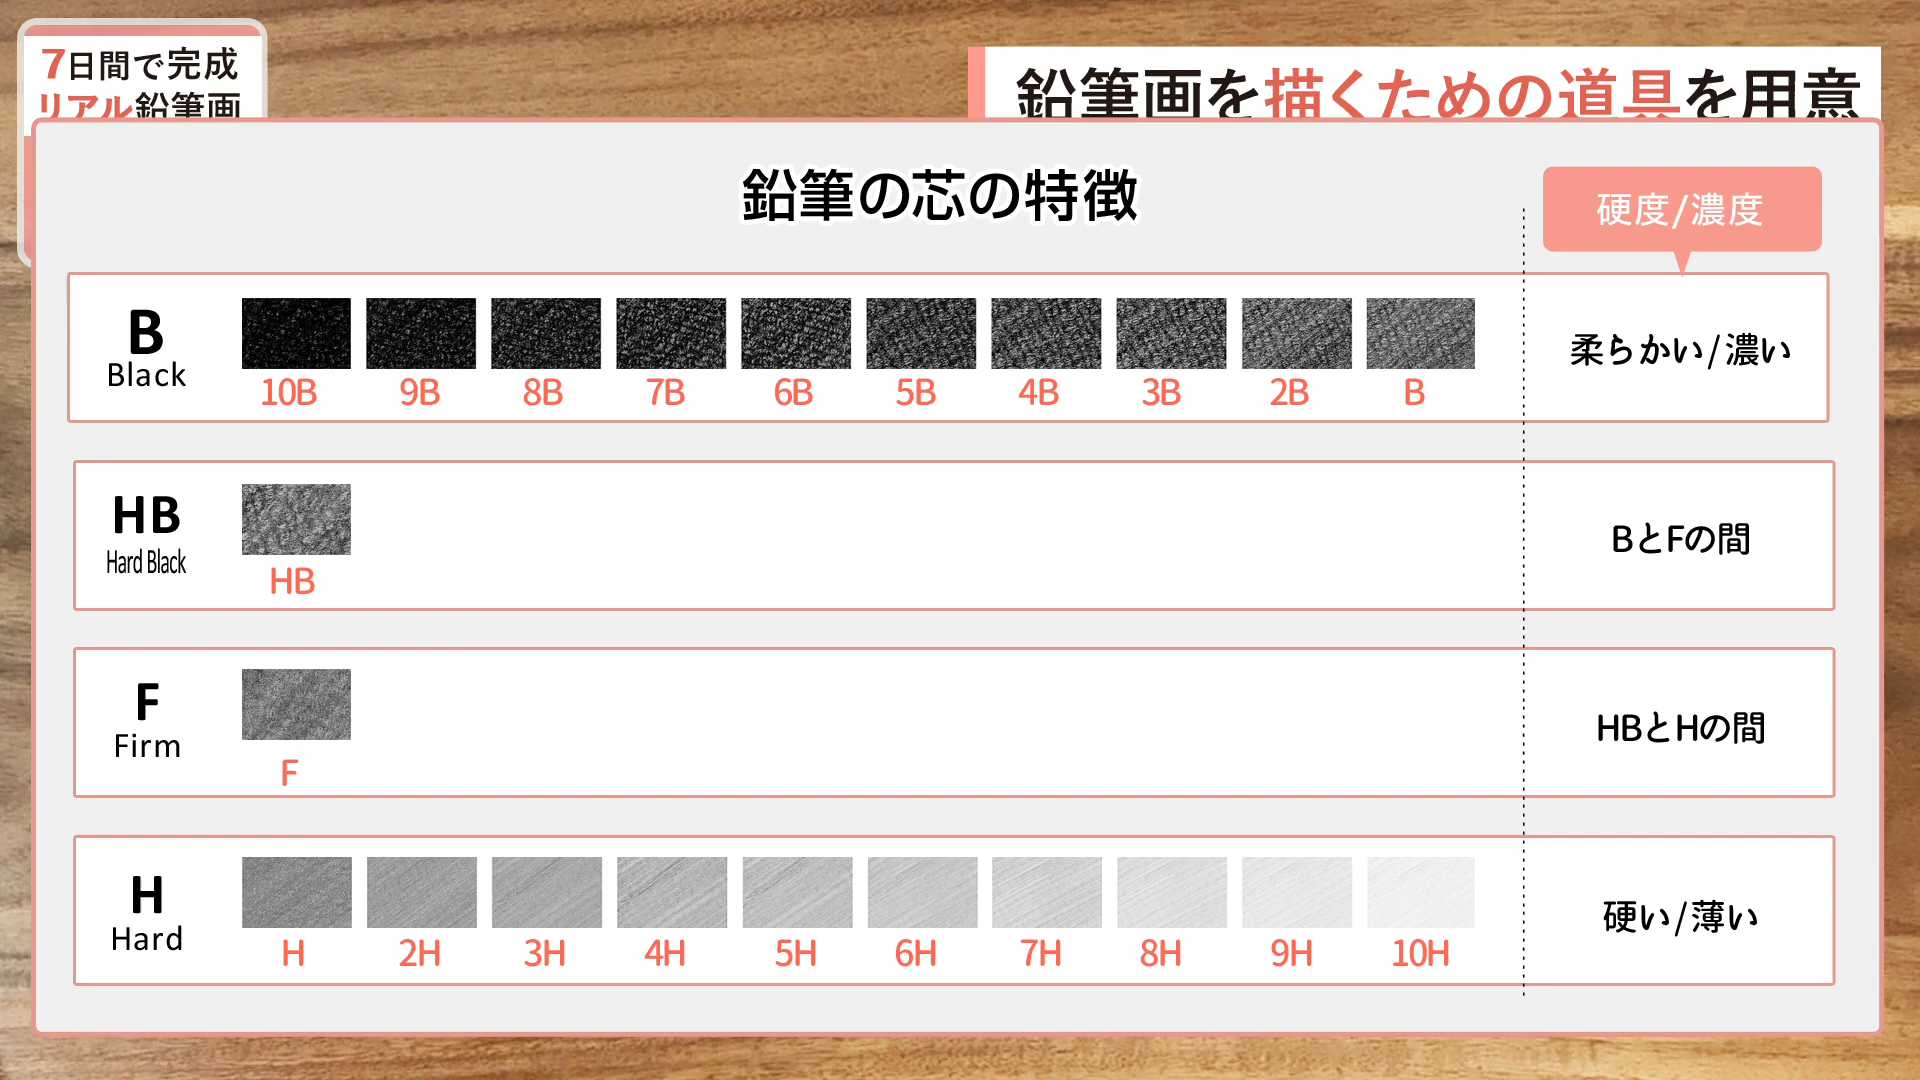 7日間で完成
リアル鉛筆画
鉛筆画を描くための道具を用意
鉛筆の芯の特徴
硬度/濃度
B
Black
10B 9B 8B 7B 6B 5B 4B 3B 2B B
柔らかい/濃い
HB
Hard Black
HB
BとFの間
F
Firm
F
HBとHの間
H
Hard
H 2H 3H 4H 5H 6H 7H 8H 9H 10H
硬い/薄い